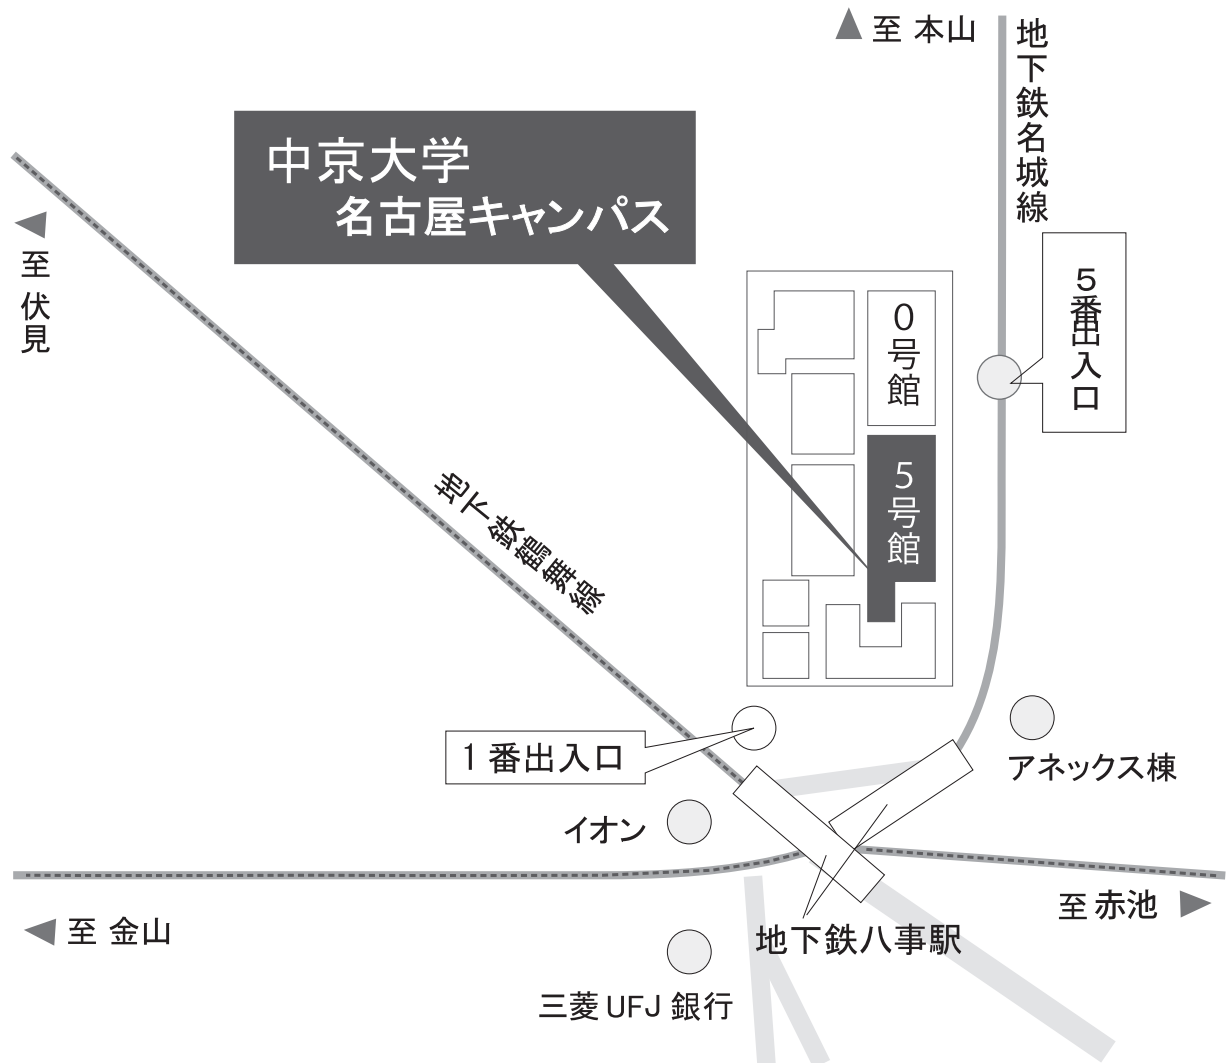 至 本山
地下鉄名城線
中京大学
名古屋キャンパス
至 伏見
5番出入口
0号館
5号館
地下鉄鶴舞線
1番出入口
アネックス棟
イオン
至 赤池
至 金山
地下鉄八事駅
三菱UFJ銀行